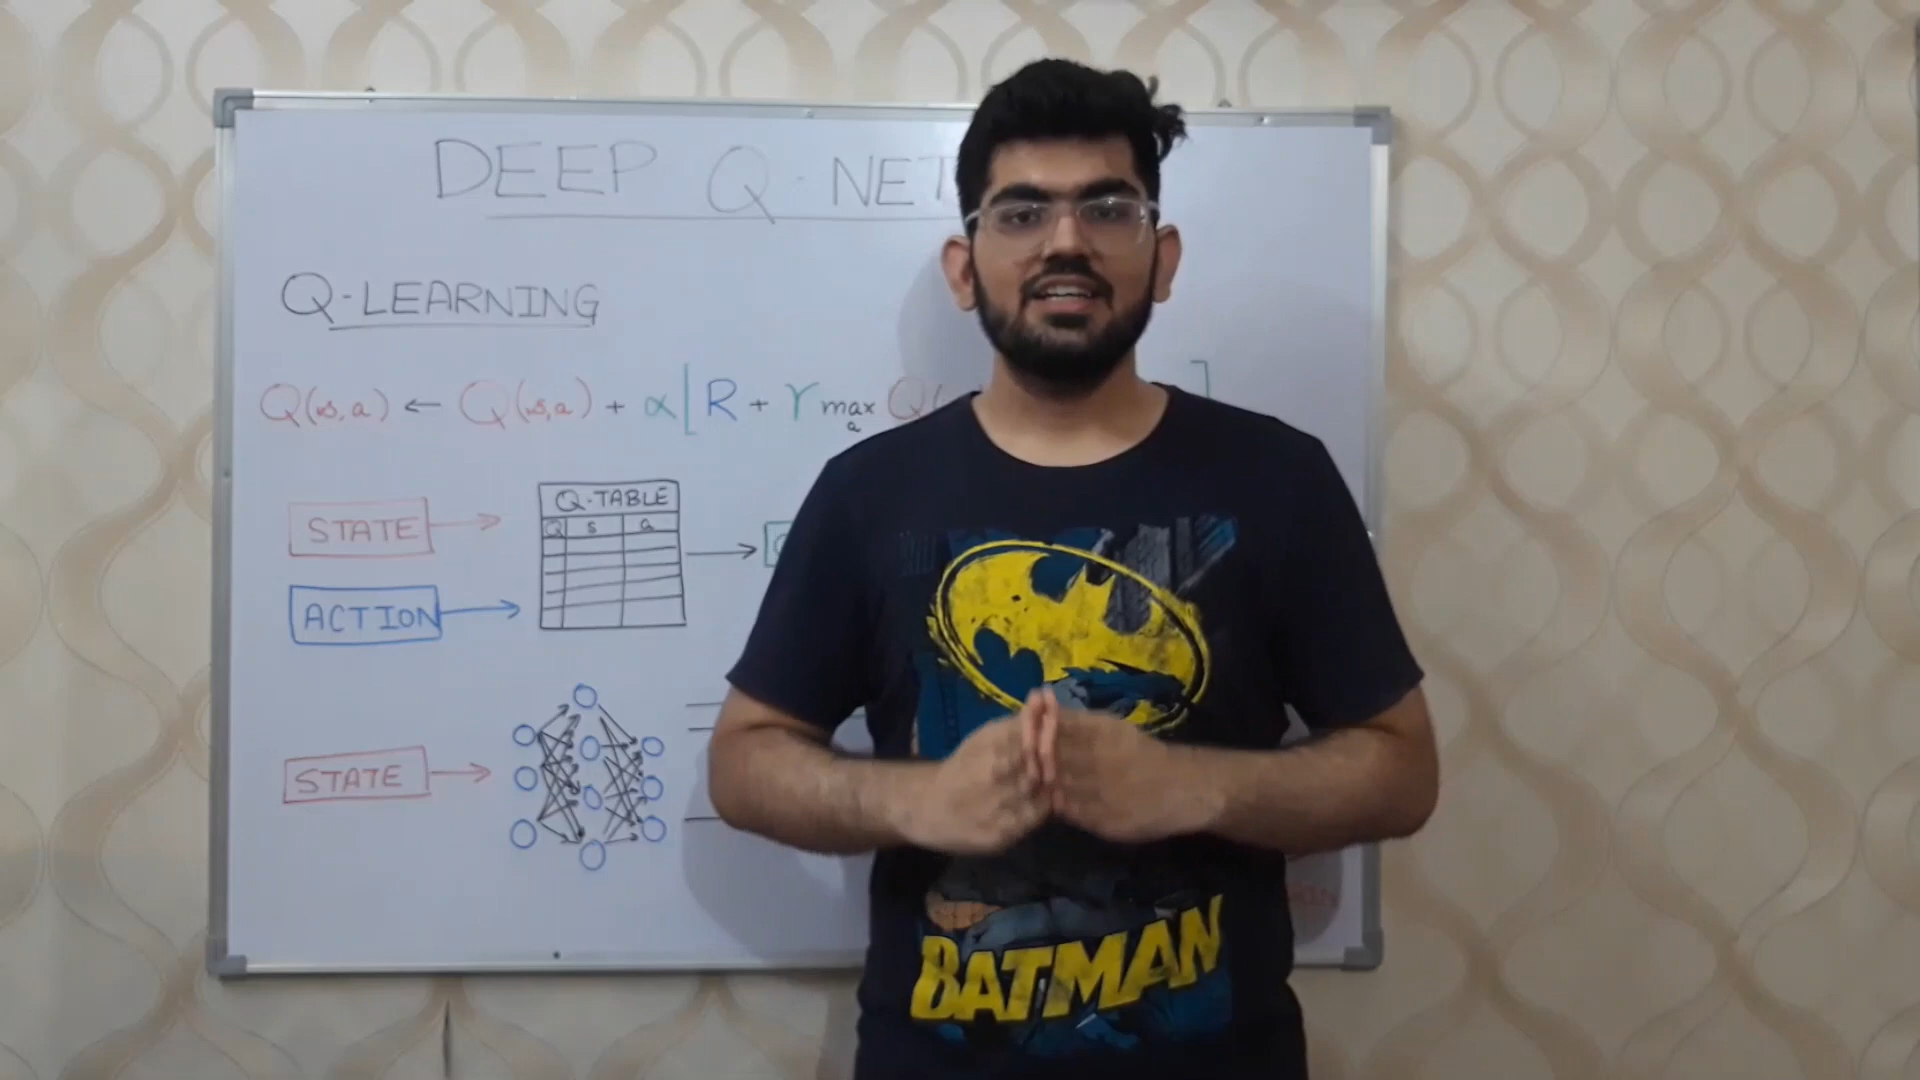 DEEP Q-NET
Q-LEARNING
Q(s,a) ← Q(s,a) + α[R + γ max Q(
a
]
STATE
Q-TABLE
Q s a
ACTION
STATE
BATMAN